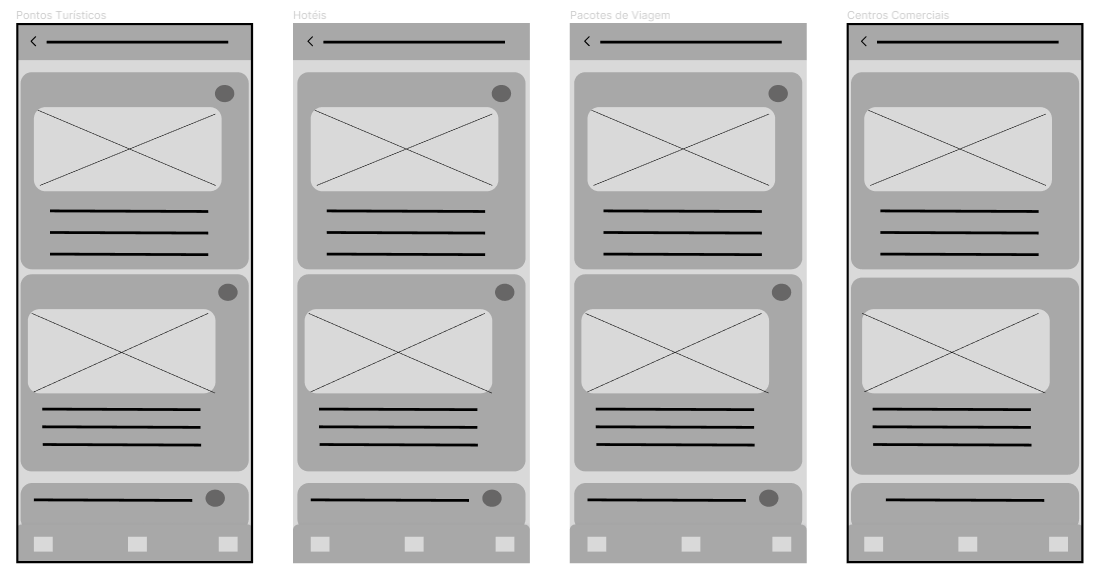 Pontos Turísticos
Hotéis
Pacotes de Viagem
Centros Comerciais